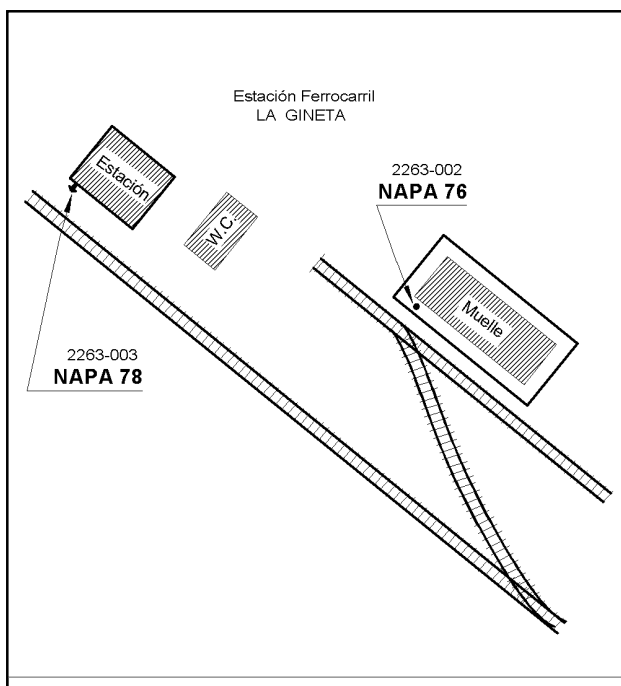 Estación Ferrocarril
LA GINETA
Estación
W.C.
2263-002
NAPA 76
Muelle
2263-003
NAPA 78